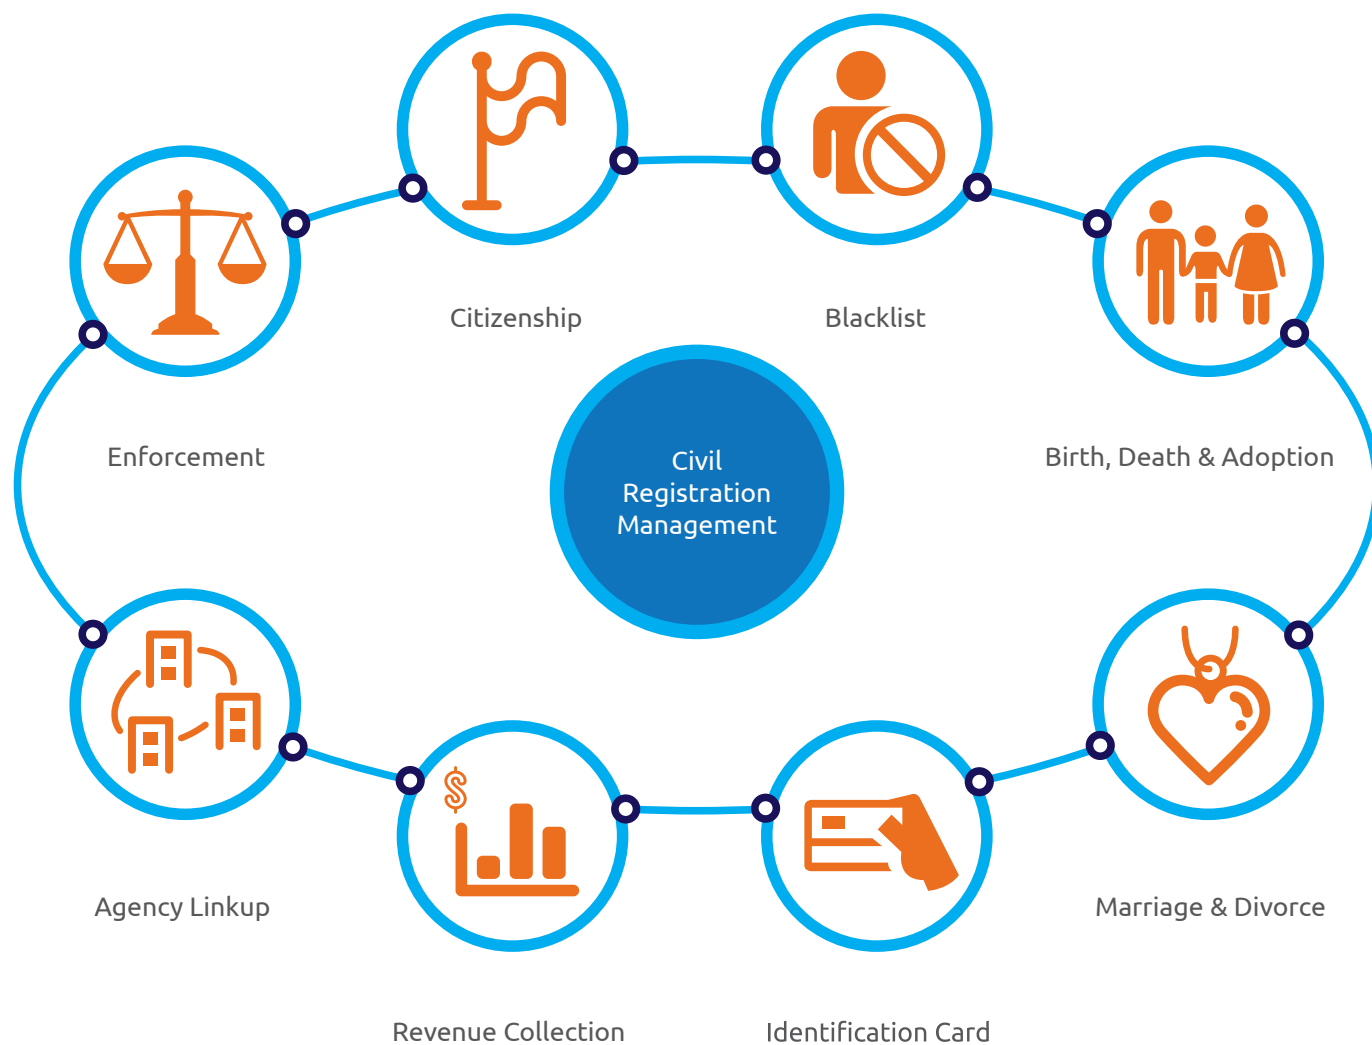 Citizenship
Blacklist
Enforcement
Birth, Death & Adoption
Civil
Registration
Management
Agency Linkup
Marriage & Divorce
Revenue Collection
Identification Card